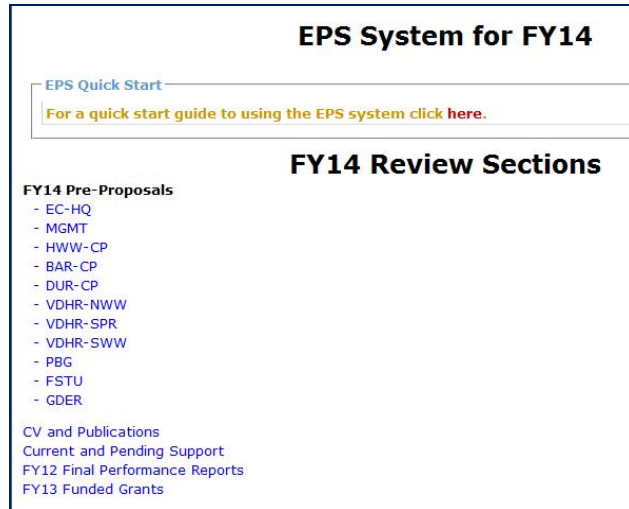 EPS System for FY14
EPS Quick Start
For a quick start guide to using the EPS system click here.
FY14 Review Sections
FY14 Pre-Proposals
- EC-HQ
- MGMT
- HWW-CP
- BAR-CP
- DUR-CP
- VDHR-NWW
- VDHR-SPR
- VDHR-SWW
- PBG
- FSTU
- GDER
CV and Publications
Current and Pending Support
FY12 Final Performance Reports
FY13 Funded Grants